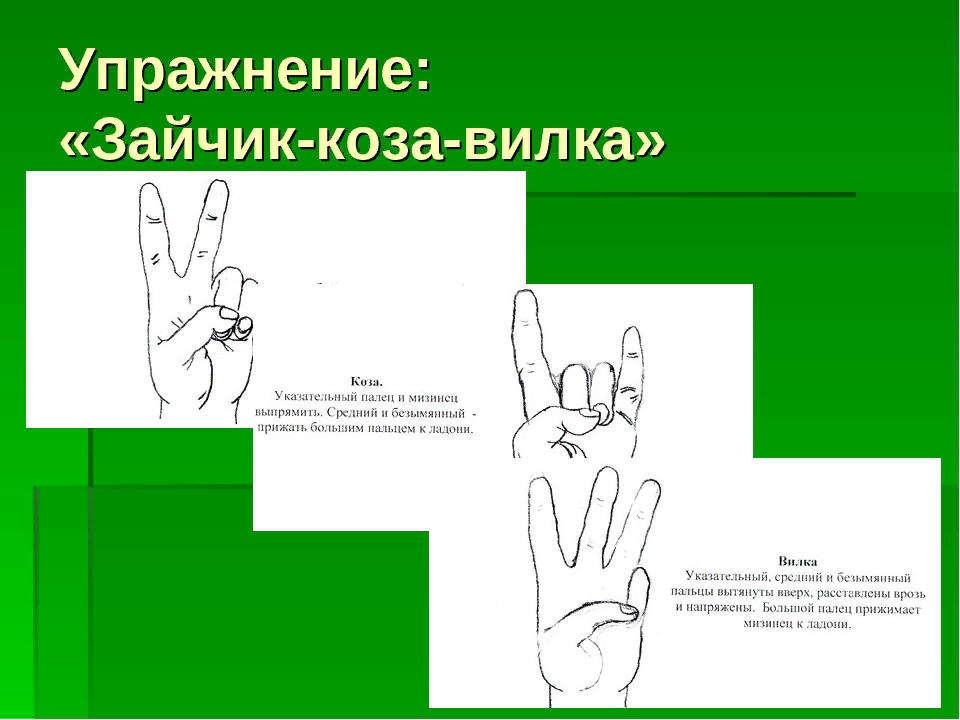 Упражнение:
«Зайчик-коза-вилка»
Коза.
Указательный палец и мизинец
выпрямить. Средний и безымянный -
прижать большим пальцем к ладони.
Вилка
Указательный, средний и безымянный
пальцы вытянуты вверх, расставлены врозь
и напряжены. Большой палец прижимает
мизинец к ладони.